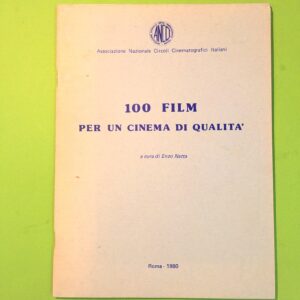 ANCCI
Associazione Nazionale Circoli Cinematografici Italiani
100 FILM
PER UN CINEMA DI QUALITA'
a cura di Enzo Natta
Roma - 1980